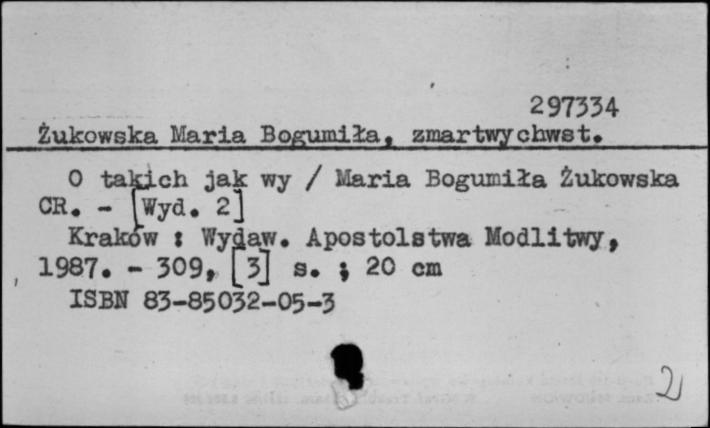 297334
Żukowska Maria Bogumiła, zmartwychwst.
O takich jak wy / Maria Bogumiła Żukowska
CR. - [Wyd. 2]
Kraków : Wydaw. Apostolstwa Modlitwy,
1987. - 309, [3] s. ; 20 cm
ISBN 83-85032-05-3
2